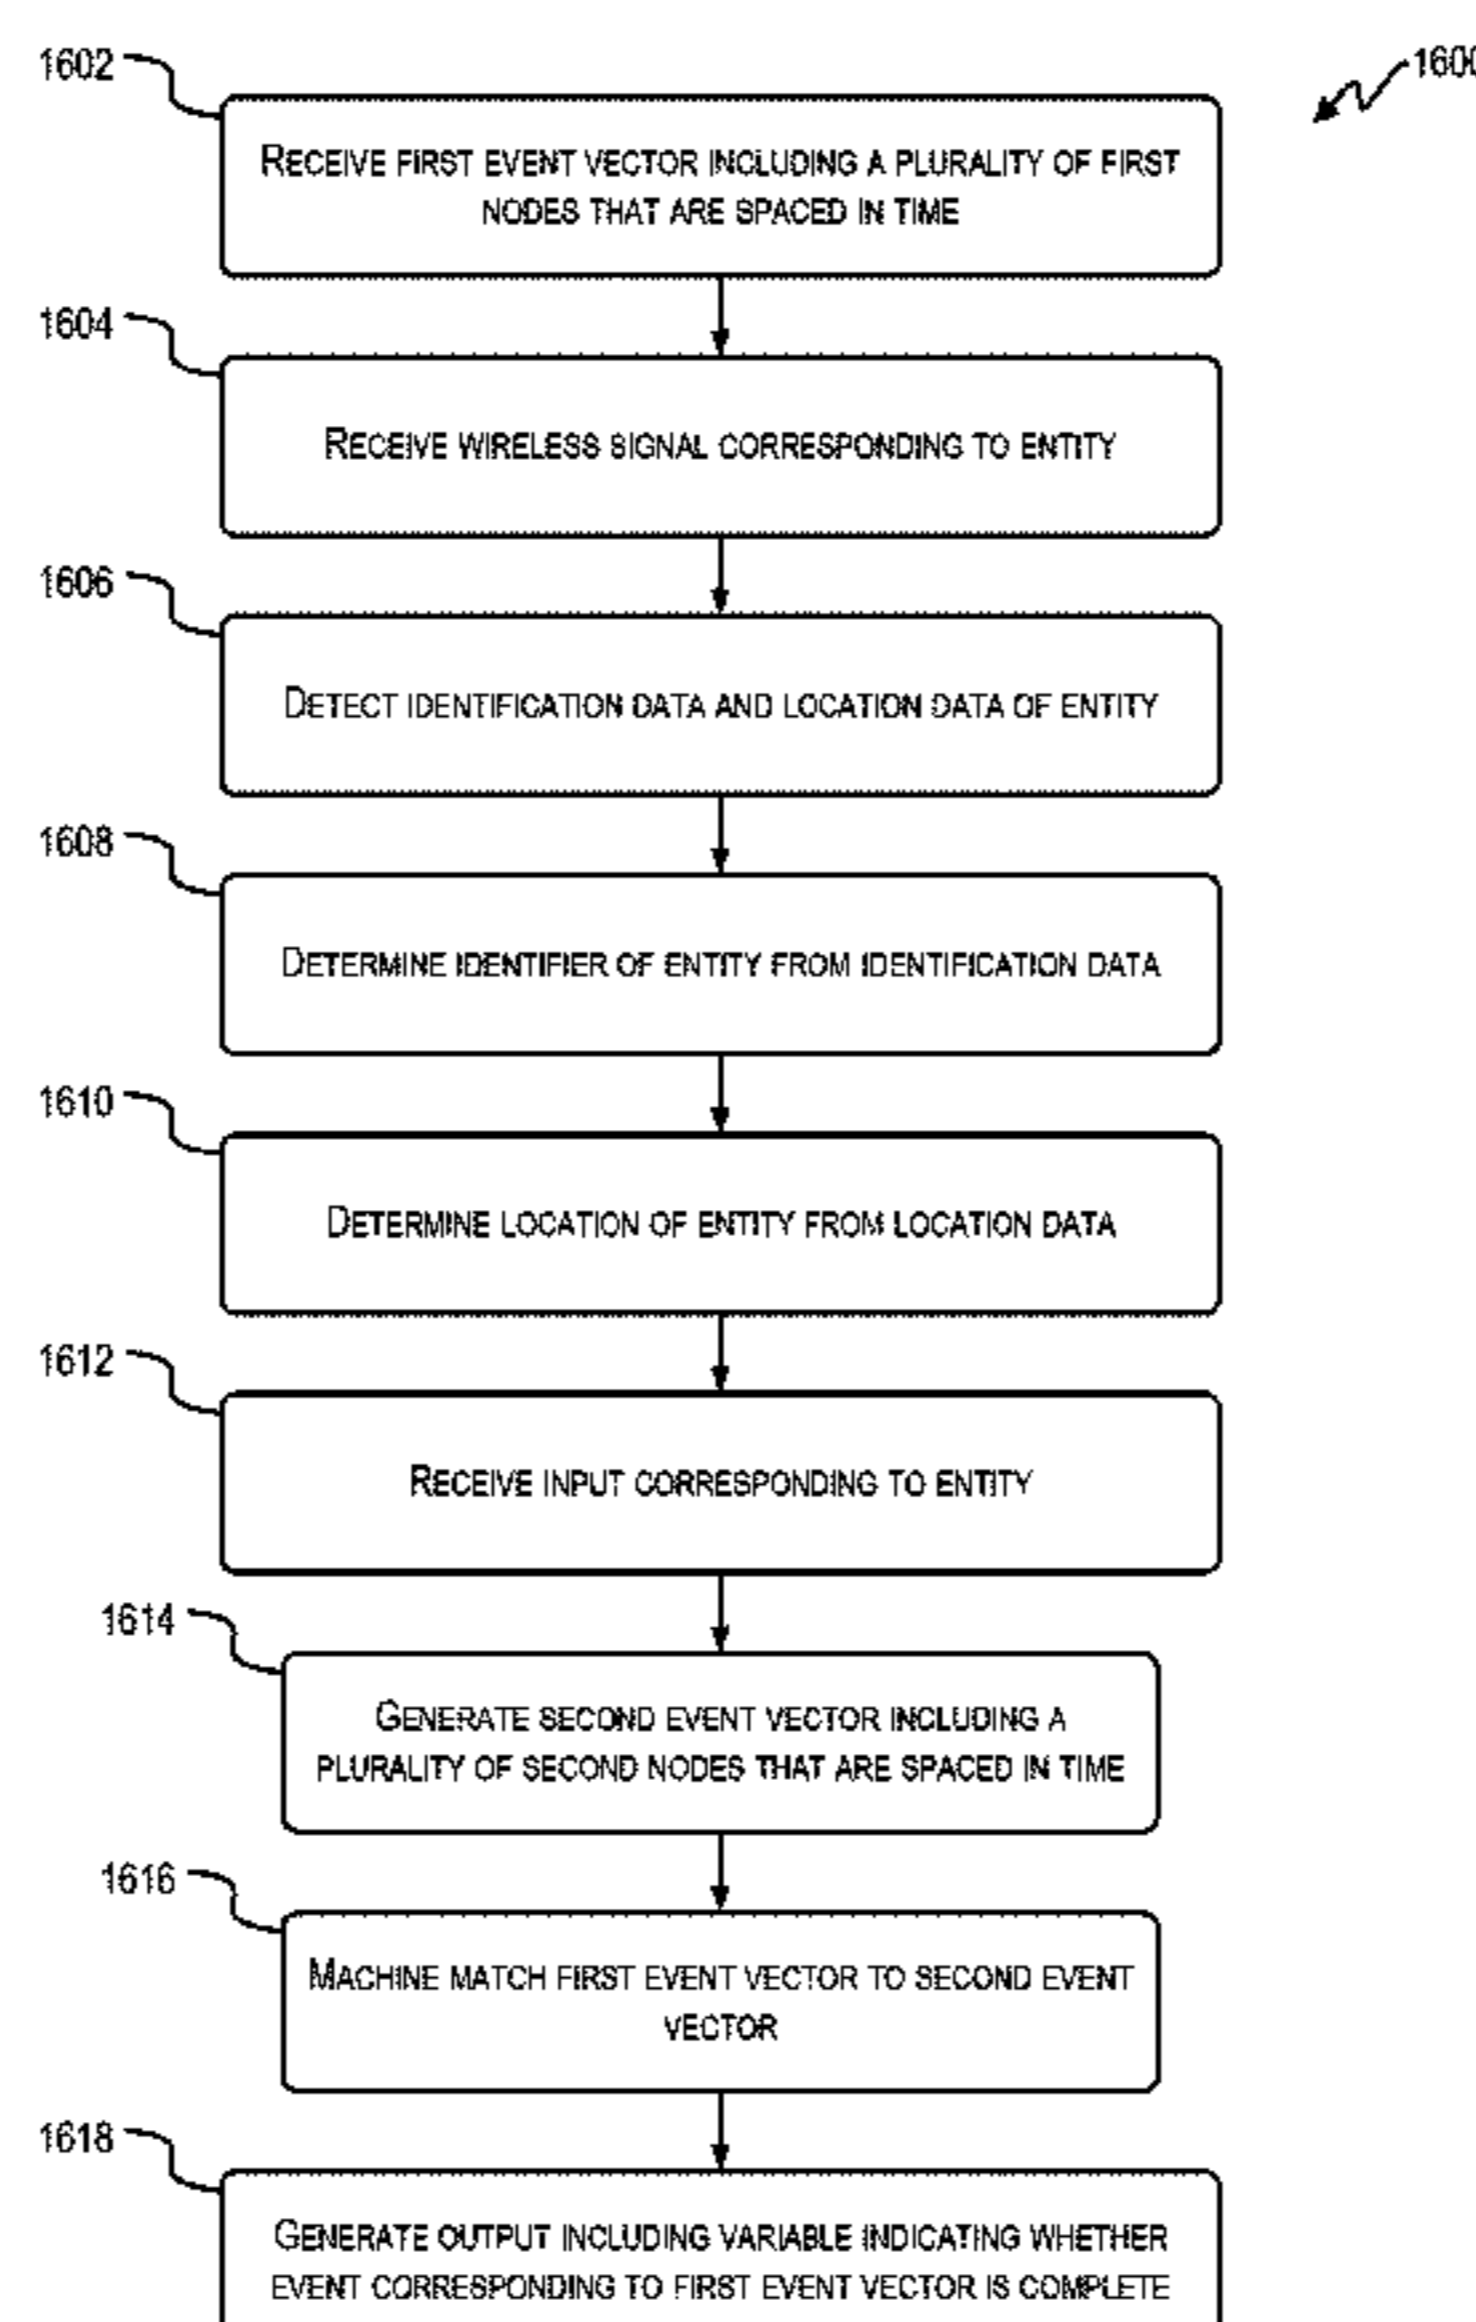 1602
1600
RECEIVE FIRST EVENT VECTOR INCLUDING A PLURALITY OF FIRST
NODES THAT ARE SPACED IN TIME
1604
RECEIVE WIRELESS SIGNAL CORRESPONDING TO ENTITY
1606
DETECT IDENTIFICATION DATA AND LOCATION DATA OF ENTITY
1608
DETERMINE IDENTIFIER OF ENTITY FROM IDENTIFICATION DATA
1610
DETERMINE LOCATION OF ENTITY FROM LOCATION DATA
1612
RECEIVE INPUT CORRESPONDING TO ENTITY
1614
GENERATE SECOND EVENT VECTOR INCLUDING A
PLURALITY OF SECOND NODES THAT ARE SPACED IN TIME
1616
MACHINE MATCH FIRST EVENT VECTOR TO SECOND EVENT
VECTOR
1618
GENERATE OUTPUT INCLUDING VARIABLE INDICATING WHETHER
EVENT CORRESPONDING TO FIRST EVENT VECTOR IS COMPLETE